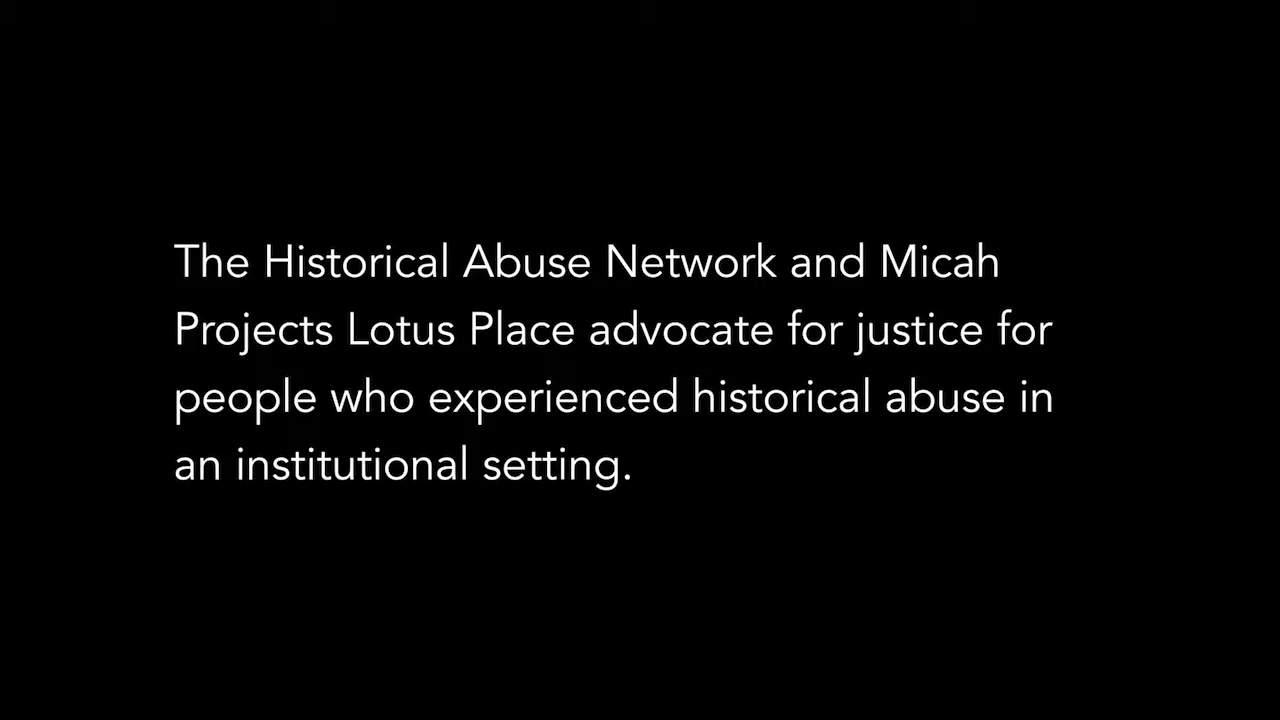 The Historical Abuse Network and Micah
Projects Lotus Place advocate for justice for
people who experienced historical abuse in
an institutional setting.